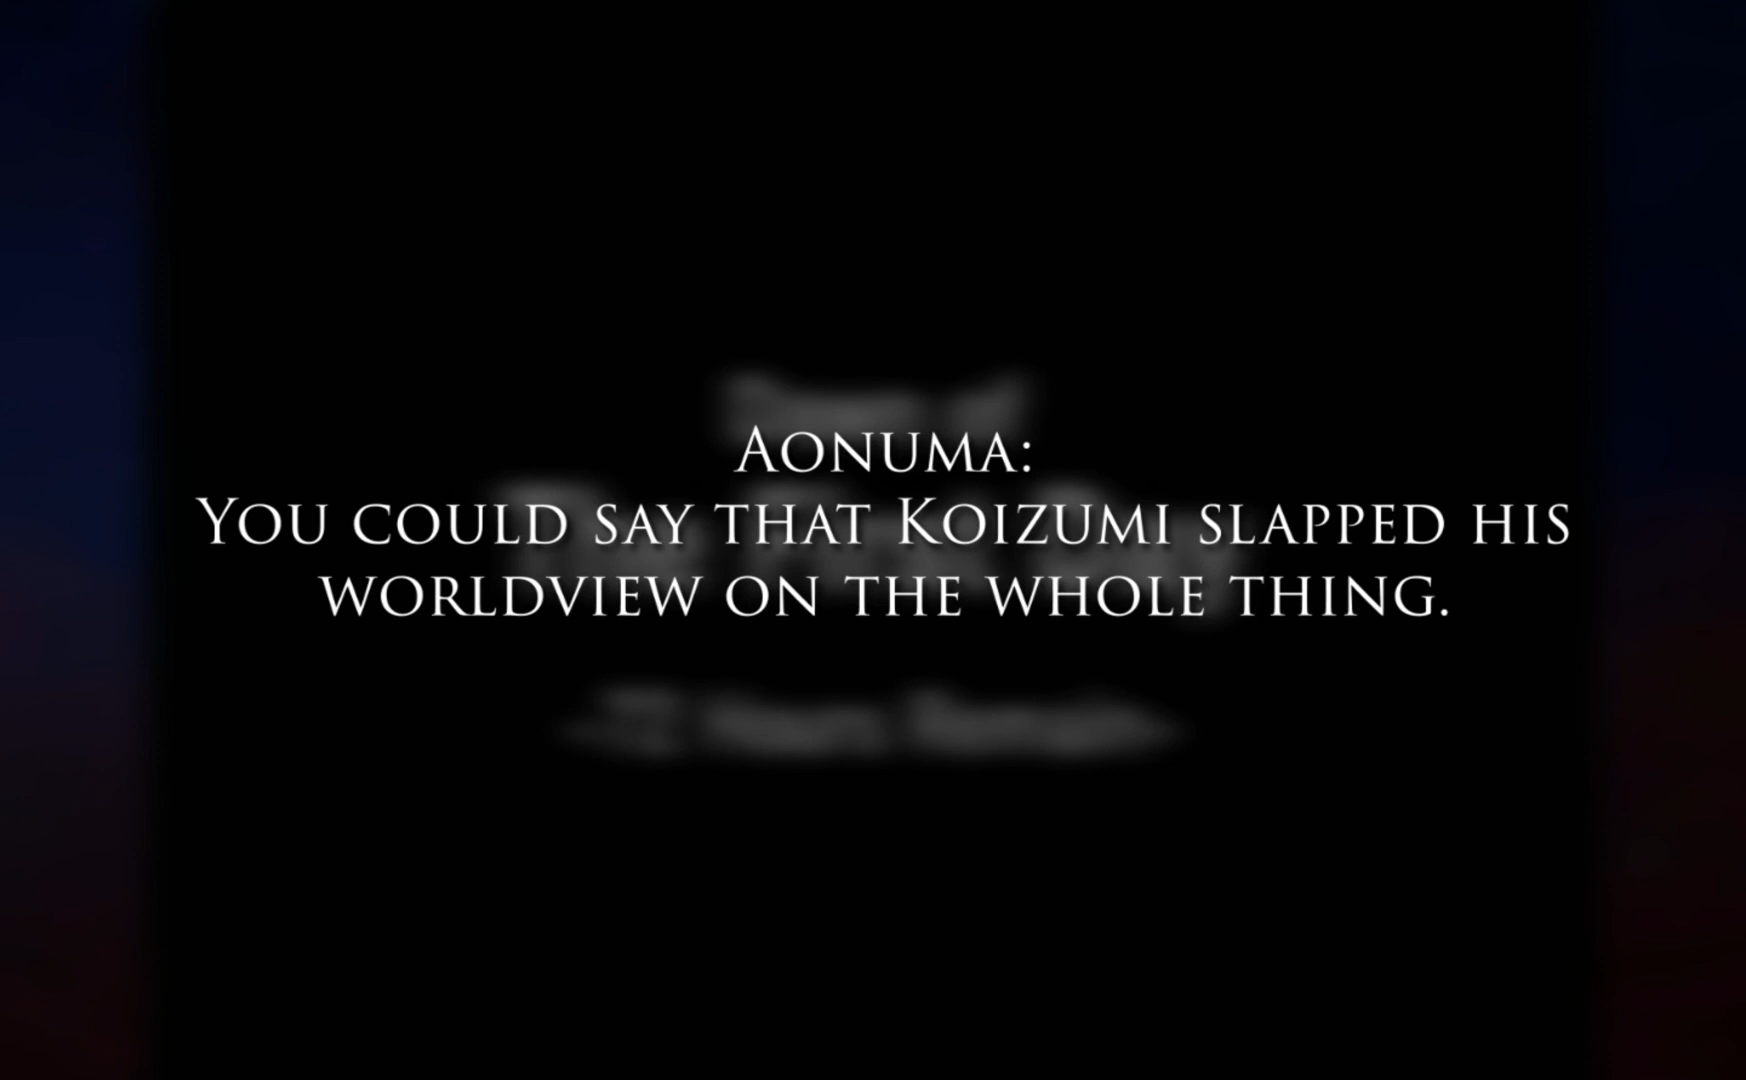 Aonuma:
You could say that Koizumi slapped his
worldview on the whole thing.